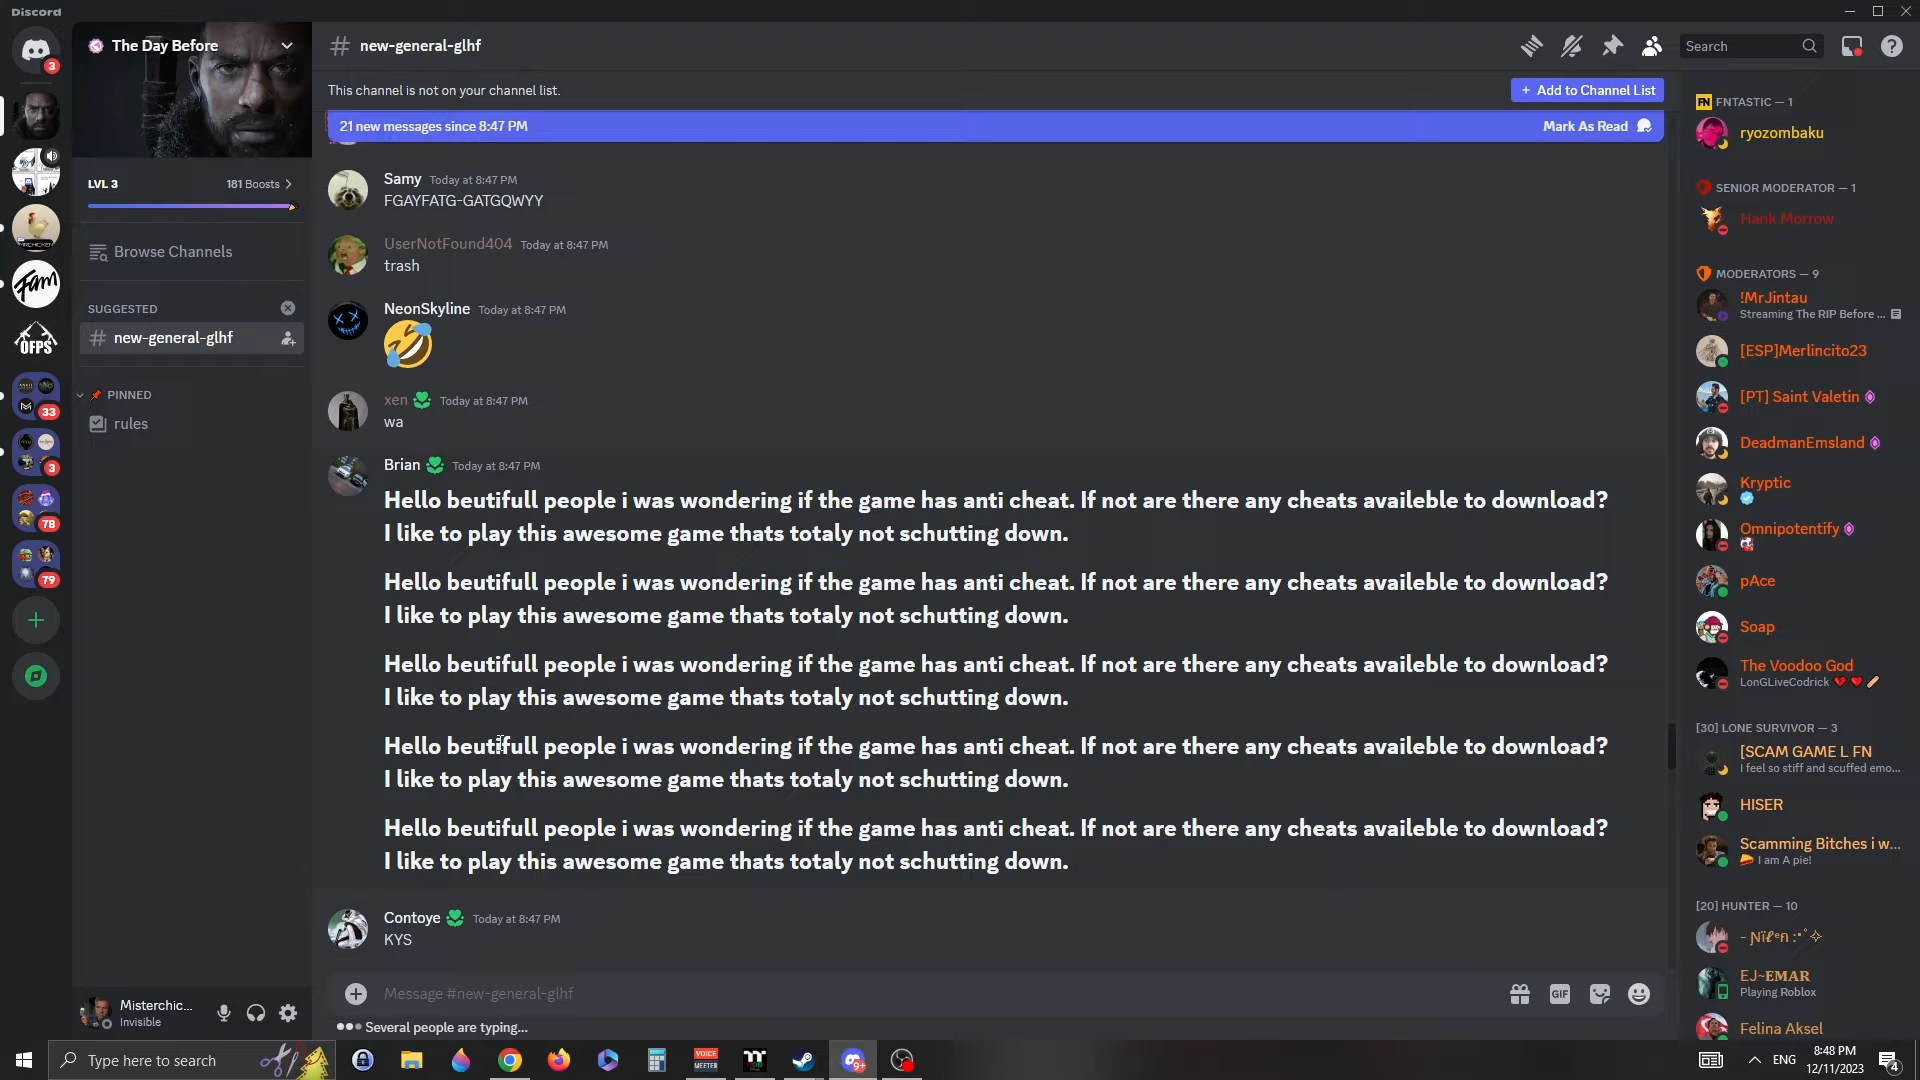 Discord
The Day Before
new-general-glhf
Search
3
This channel is not on your channel list.
+ Add to Channel List
21 new messages since 8:47 PM
Mark As Read
LVL 3
181 Boosts
Browse Channels
SUGGESTED
new-general-glhf
PINNED
rules
MRCHICKEN
Fam
OFPS
33
3
78
79
Samy Today at 8:47 PM
FGAYFATG-GATGQWYY
UserNotFound404 Today at 8:47 PM
trash
NeonSkyline Today at 8:47 PM
xen Today at 8:47 PM
wa
Brian Today at 8:47 PM
Hello beutifull people i was wondering if the game has anti cheat. If not are there any cheats availeble to download?
I like to play this awesome game thats totaly not schutting down.
Hello beutifull people i was wondering if the game has anti cheat. If not are there any cheats availeble to download?
I like to play this awesome game thats totaly not schutting down.
Hello beutifull people i was wondering if the game has anti cheat. If not are there any cheats availeble to download?
I like to play this awesome game thats totaly not schutting down.
Hello beutifull people i was wondering if the game has anti cheat. If not are there any cheats availeble to download?
I like to play this awesome game thats totaly not schutting down.
Hello beutifull people i was wondering if the game has anti cheat. If not are there any cheats availeble to download?
I like to play this awesome game thats totaly not schutting down.
Contoye Today at 8:47 PM
KYS
Message #new-general-glhf
GIF
Several people are typing...
Misterchic...
Invisible
FN FNTASTIC — 1
ryozombaku
SENIOR MODERATOR — 1
Hank Morrow
MODERATORS — 9
!MrJintau
Streaming The RIP Before ...
[ESP]Merlincito23
[PT] Saint Valetin
DeadmanEmsland
Kryptic
Omnipotentify
pAce
Soap
The Voodoo God
LonGLiveCodrick
[30] LONE SURVIVOR — 3
[SCAM GAME L FN
I feel so stiff and scuffed emo...
HISER
Scamming Bitches i w...
I am A pie!
[20] HUNTER — 10
EJ~EMAR
Playing Roblox
Felina Aksel
Type here to search
VOICE
MEETER
9+
ENG
8:48 PM
12/11/2023
4